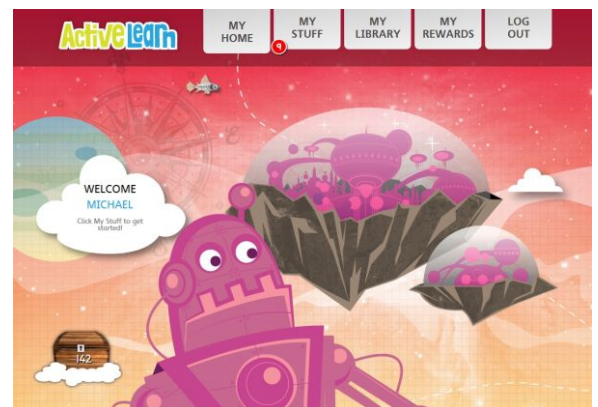 ActiveLearn
MY HOME
MY STUFF
9
MY LIBRARY
MY REWARDS
LOG OUT
WELCOME
MICHAEL
Click My Stuff to get
started!
142